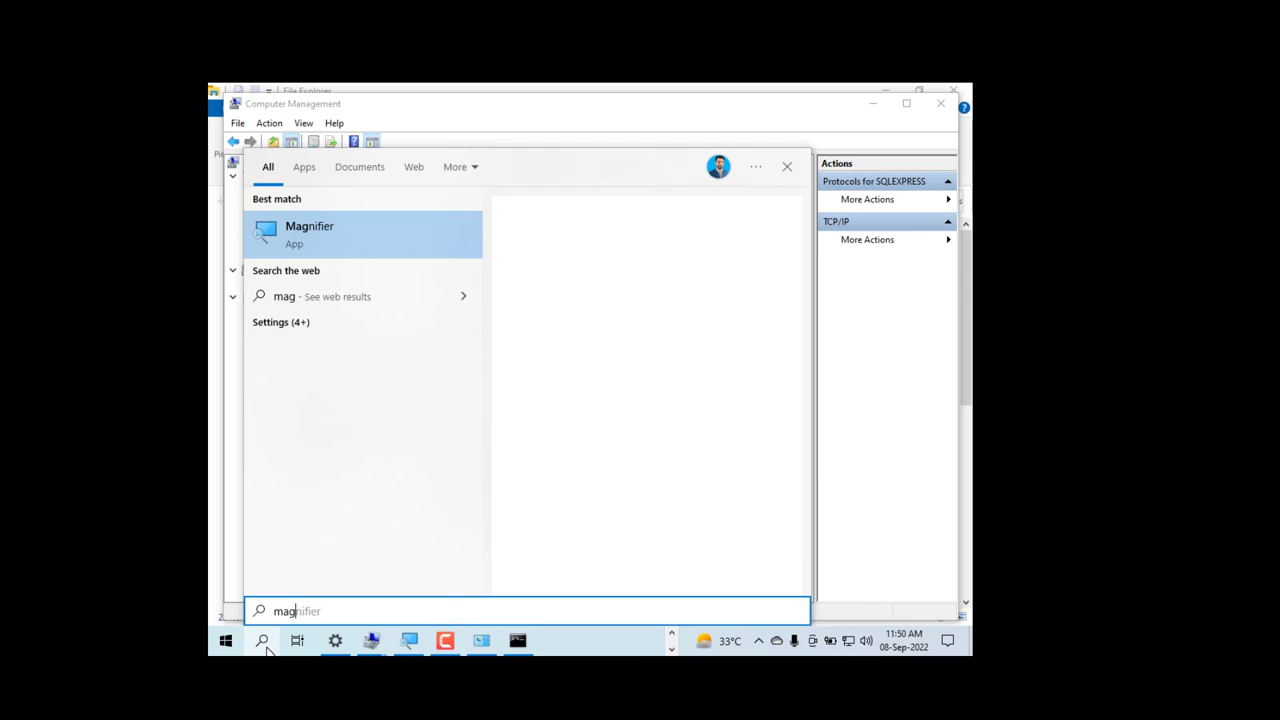 File Explorer
Computer Management
File Action View Help
All Apps Documents Web More
Actions
Best match
Protocols for SQLEXPRESS
More Actions
Magnifier
App
TCP/IP
More Actions
Search the web
mag - See web results
Settings (4+)
magnifier
33°C
11:50 AM
08-Sep-2022